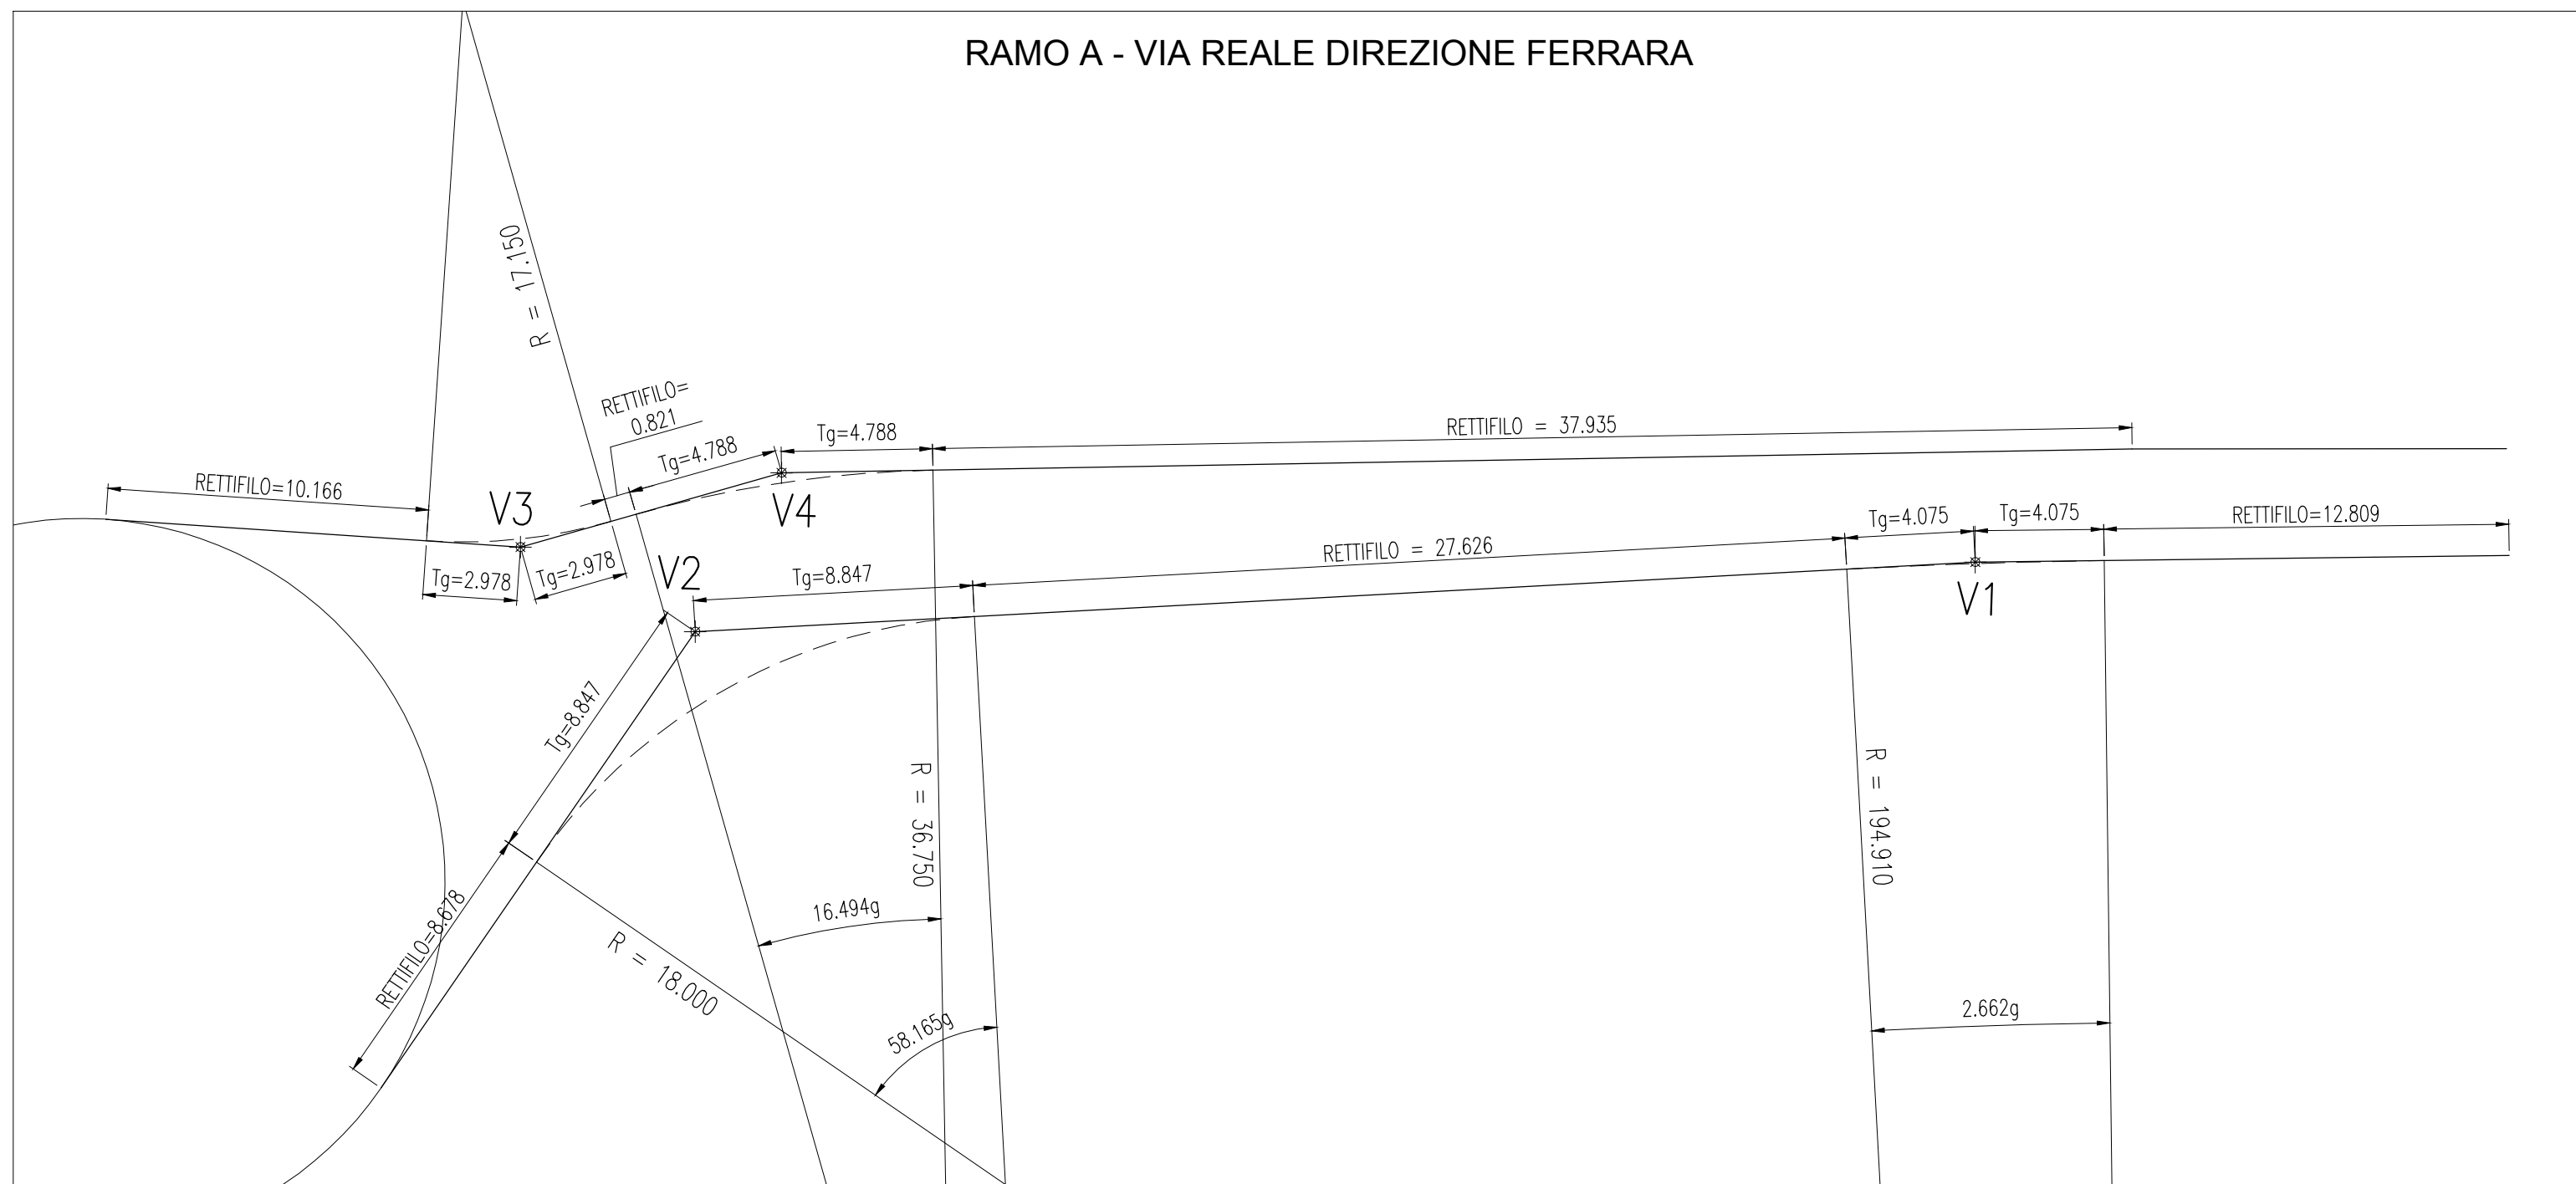 RAMO A - VIA REALE DIREZIONE FERRARA
R = 17.150
RETTIFILO=
0.821
Tg=4.788
Tg=4.788
RETTIFILO = 37.935
RETTIFILO=10.166
V3
V4
Tg=2.978
Tg=2.978
V2
Tg=8.847
RETTIFILO = 27.626
Tg=4.075
Tg=4.075
RETTIFILO=12.809
V1
Tg=8.847
R = 36.750
R = 194.910
RETTIFILO=8.678
16.494g
R = 18.000
58.165g
2.662g